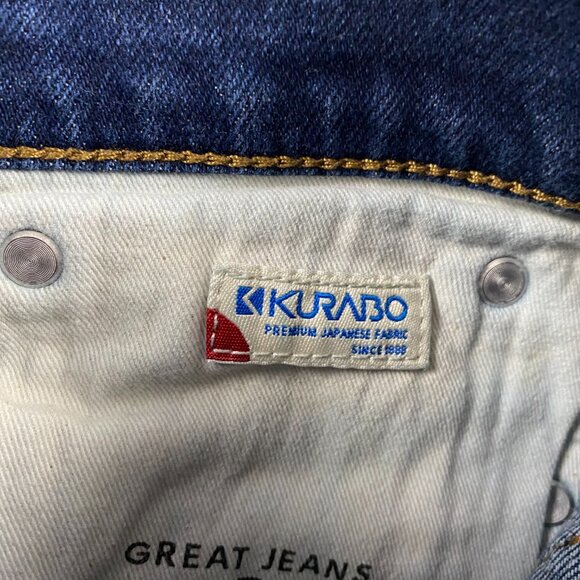 KURABO
PREMIUM JAPANESE FABRIC
SINCE 1888
GREAT JEANS